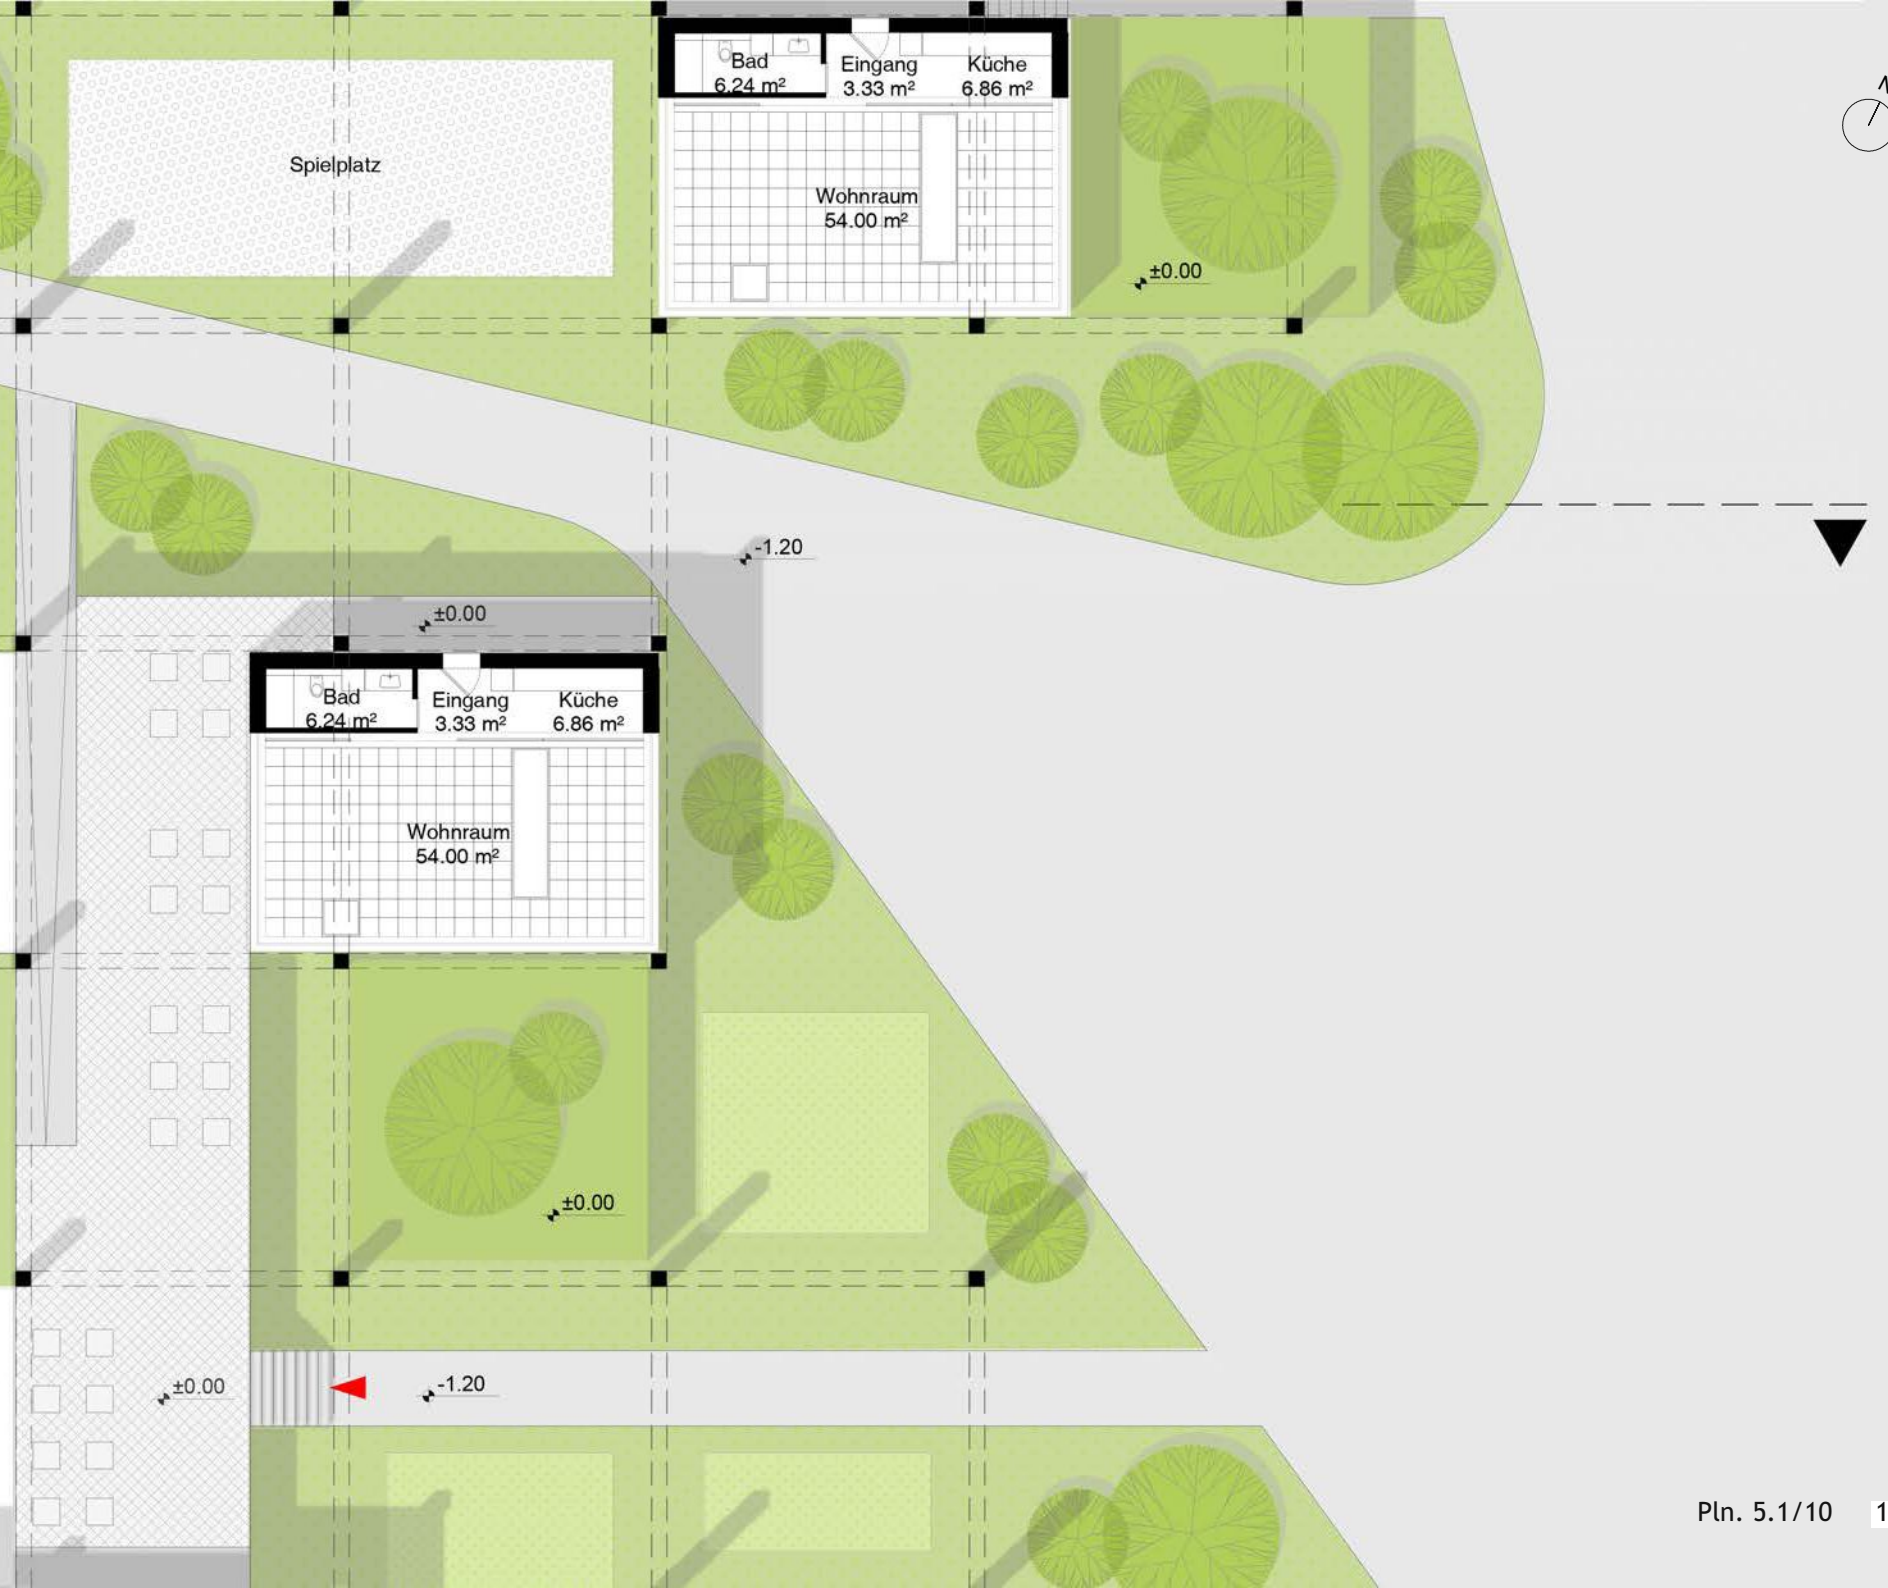 Bad
6.24 m²
Eingang
3.33 m²
Küche
6.86 m²
Spielplatz
Wohnraum
54.00 m²
±0.00
-1.20
±0.00
Bad
6.24 m²
Eingang
3.33 m²
Küche
6.86 m²
Wohnraum
54.00 m²
±0.00
±0.00
-1.20
Pln. 5.1/10
1